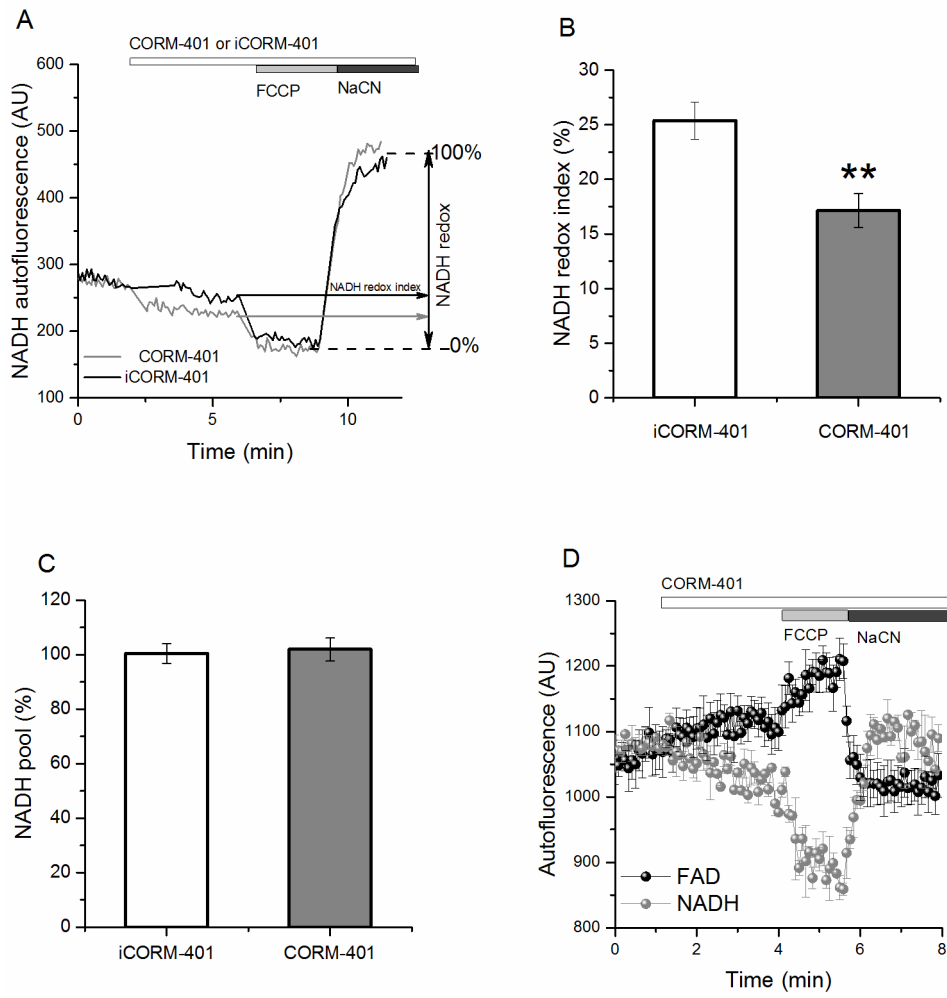 A
CORM-401 or iCORM-401
FCCP
NaCN
NADH autofluorescence (AU)
600
500
400
300
200
100
100%
NADH redox
NADH redox index
0%
CORM-401
iCORM-401
0
5
10
Time (min)
B
NADH redox index (%)
30
25
20
15
10
5
0
**
iCORM-401
CORM-401
C
NADH pool (%)
120
100
80
60
40
20
0
iCORM-401
CORM-401
D
CORM-401
FCCP
NaCN
Autofluorescence (AU)
1300
1200
1100
1000
900
800
FAD
NADH
0
2
4
6
8
Time (min)